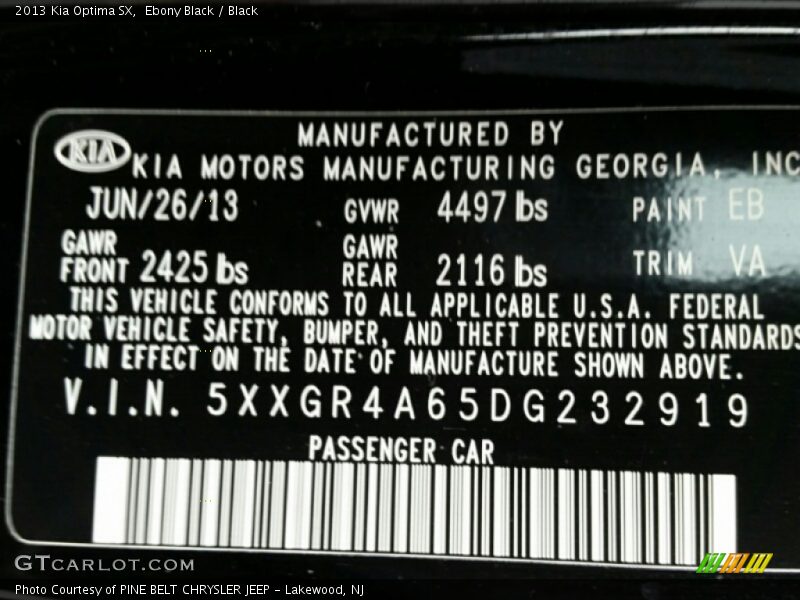 2013 Kia Optima SX, Ebony Black / Black
MANUFACTURED BY
KIA KIA MOTORS MANUFACTURING GEORGIA, INC
JUN/26/13 GVWR 4497 lbs PAINT EB
GAWR FRONT 2425 lbs GAWR REAR 2116 lbs TRIM VA
THIS VEHICLE CONFORMS TO ALL APPLICABLE U.S.A. FEDERAL
MOTOR VEHICLE SAFETY, BUMPER, AND THEFT PREVENTION STANDARDS
IN EFFECT ON THE DATE OF MANUFACTURE SHOWN ABOVE.
V.I.N. 5XXGR4A65DG232919
PASSENGER CAR
GTCARLOT.COM
Photo Courtesy of PINE BELT CHRYSLER JEEP - Lakewood, NJ